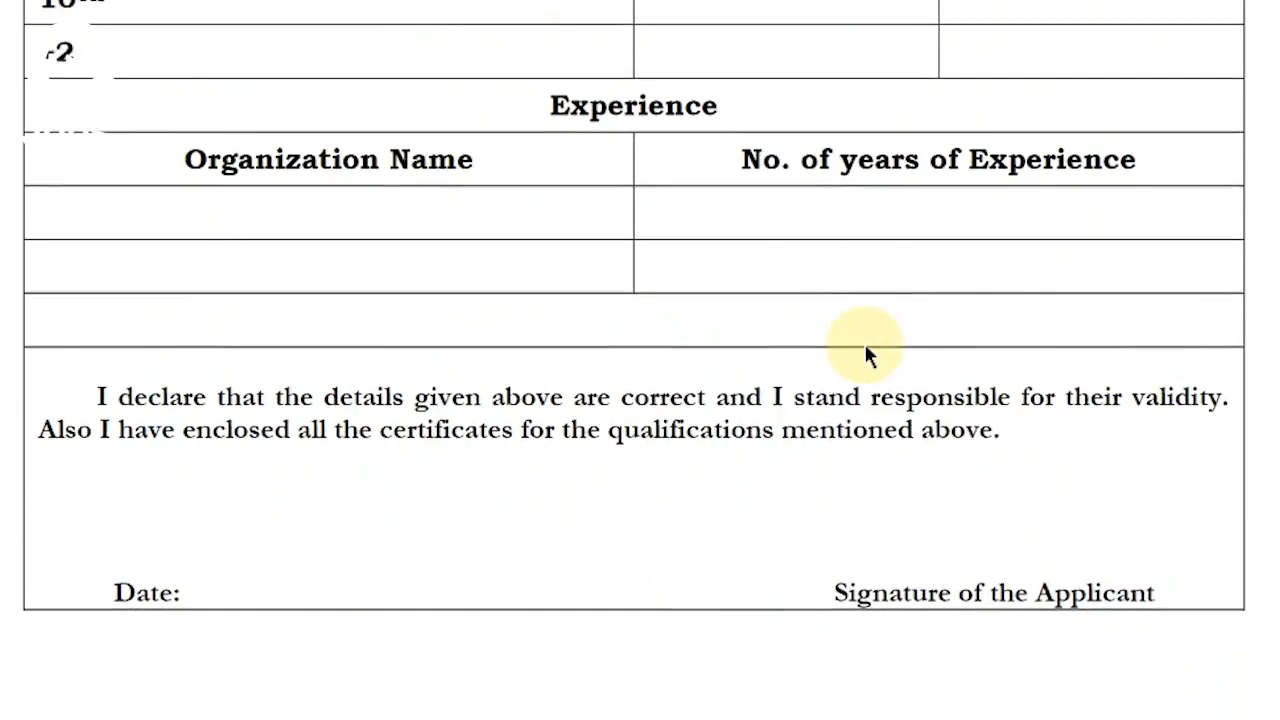 Experience
Organization Name No. of years of Experience
I declare that the details given above are correct and I stand responsible for their validity.
Also I have enclosed all the certificates for the qualifications mentioned above.
Date: Signature of the Applicant